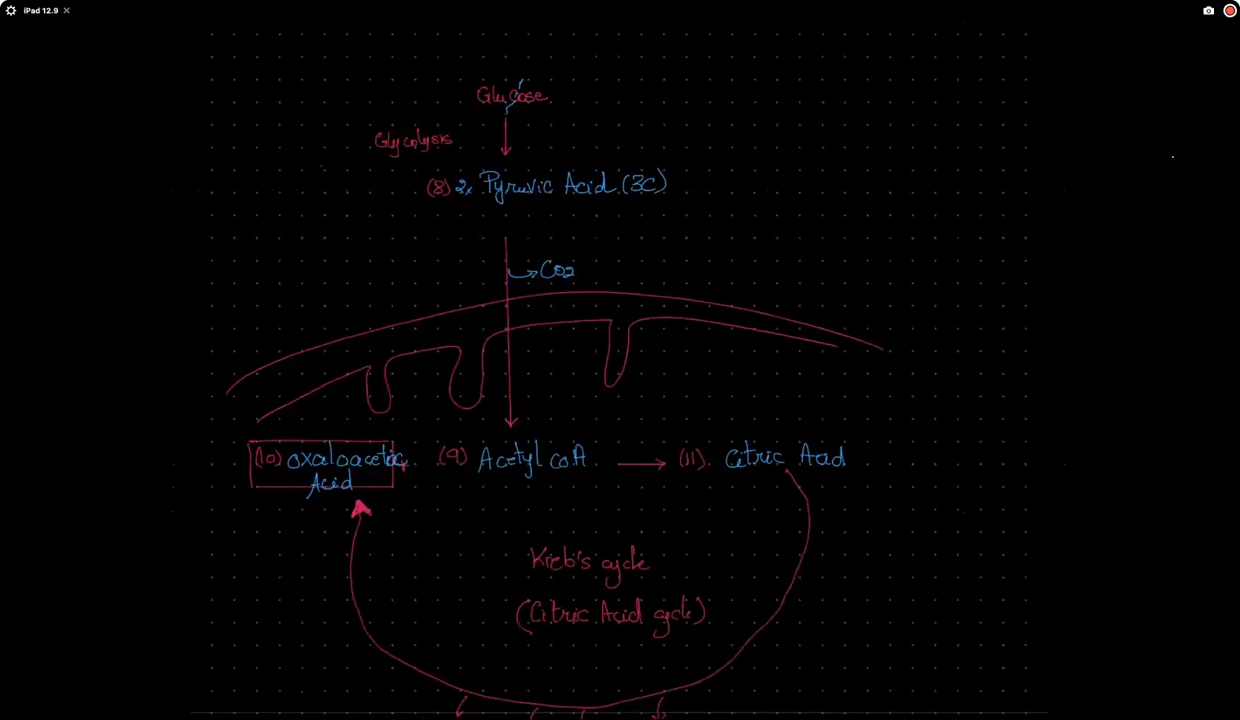 iPad 12.9
Glucose
Glycolysis
(8) 2x Pyruvic Acid (3C)
CO2
(10) oxaloacetic (9) Acetyl coA (11). Citric Acid
Acid
Kreb's cycle
(Citric Acid cycle)